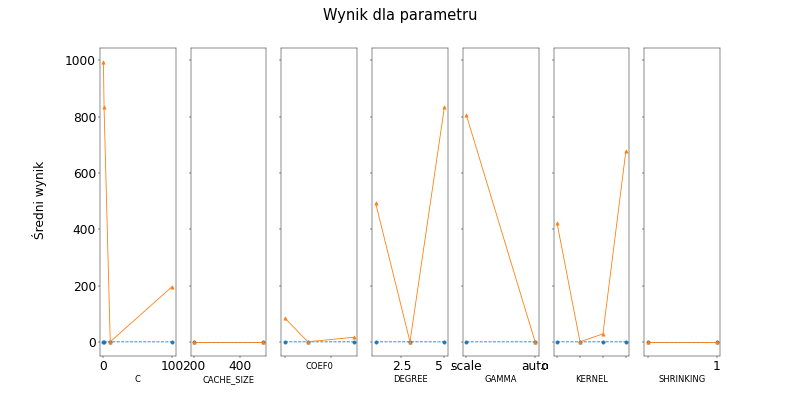 Wynik dla parametru
Średni wynik
1000
800
600
400
200
0
0 100 200 400 2.5 5 scale auto 1
C CACHE_SIZE COEF0 DEGREE GAMMA KERNEL SHRINKING